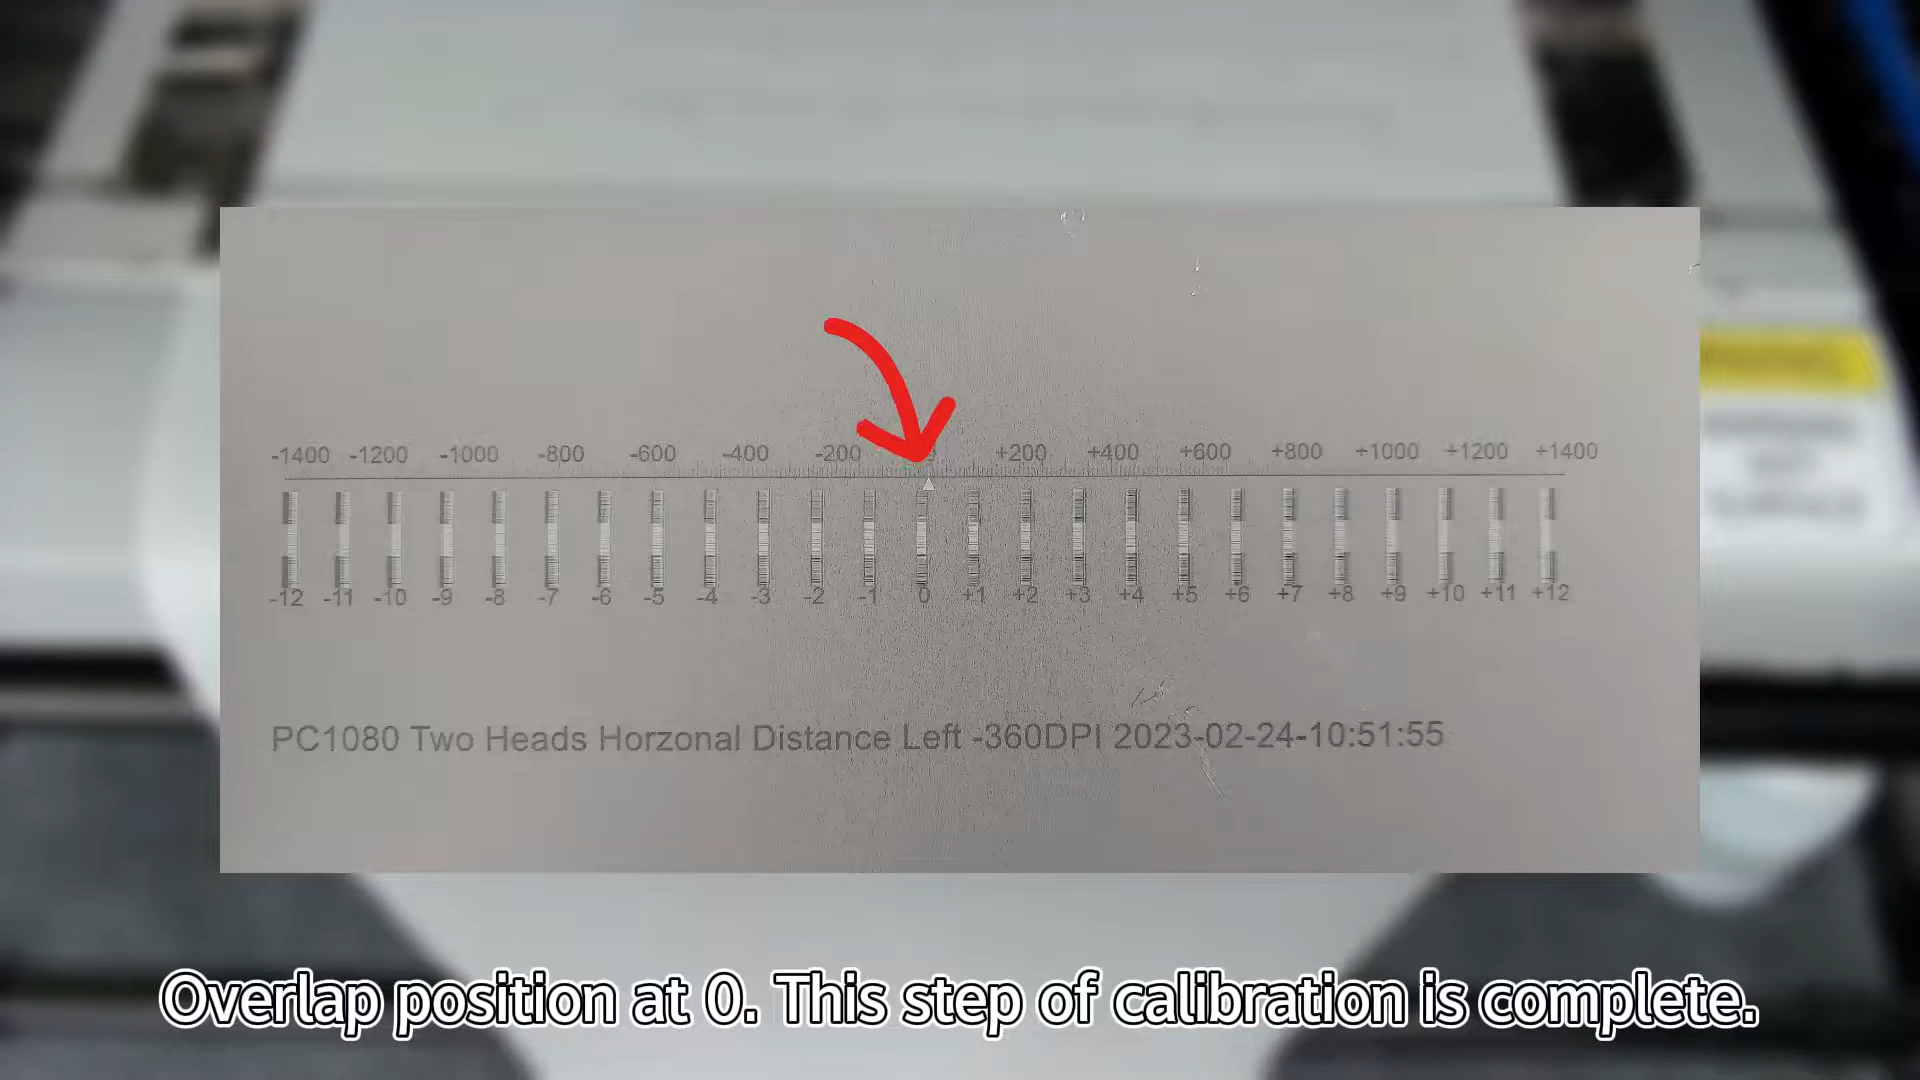 -1400 -1200 -1000 -800 -600 -400 -200 +200 +400 +600 +800 +1000 +1200 +1400
-12 -11 -10 -9 -8 -7 -6 -5 -4 -3 -2 -1 0 +1 +2 +3 +4 +5 +6 +7 +8 +9 +10 +11 +12
PC1080 Two Heads Horzonal Distance Left -360DPI 2023-02-24-10:51:55
Overlap position at 0. This step of calibration is complete.